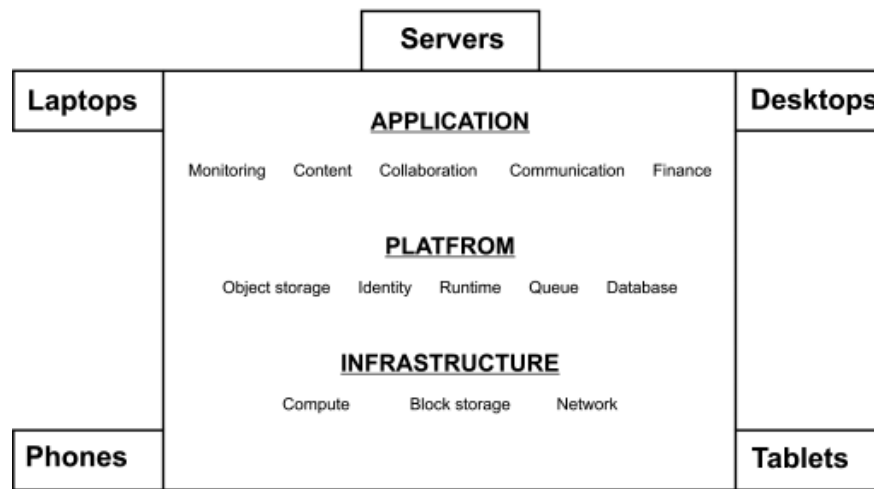 Servers
Laptops
Desktops
APPLICATION
Monitoring Content Collaboration Communication Finance
PLATFROM
Object storage Identity Runtime Queue Database
INFRASTRUCTURE
Compute Block storage Network
Phones
Tablets